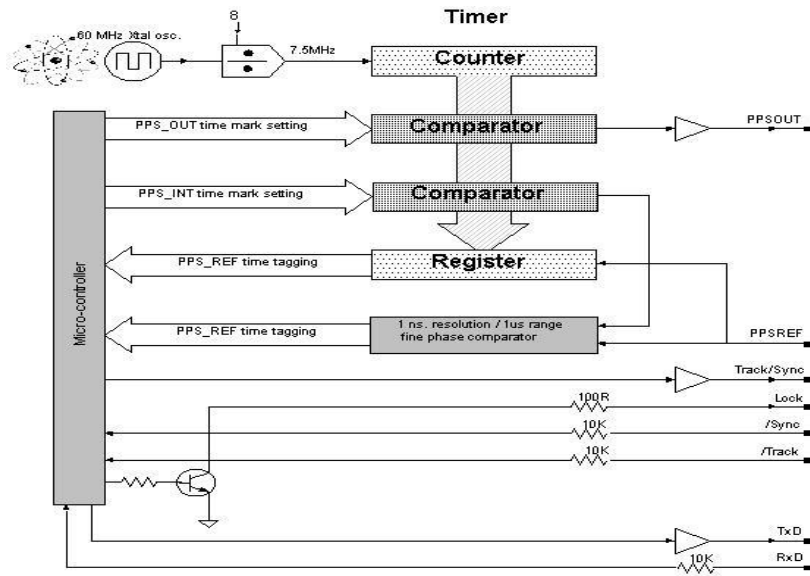 Timer
8
60 MHz Xtal osc.
7.5MHz
Counter
PPS_OUT time mark setting
Comparator
PPSOUT
PPS_INT time mark setting
Comparator
PPS_REF time tagging
Register
Micro-controller
PPS_REF time tagging
1 ns. resolution / 1us range
fine phase comparator
PPSREF
Track/Sync
100R
Lock
10K
/Sync
10K
/Track
TxD
10K
RxD